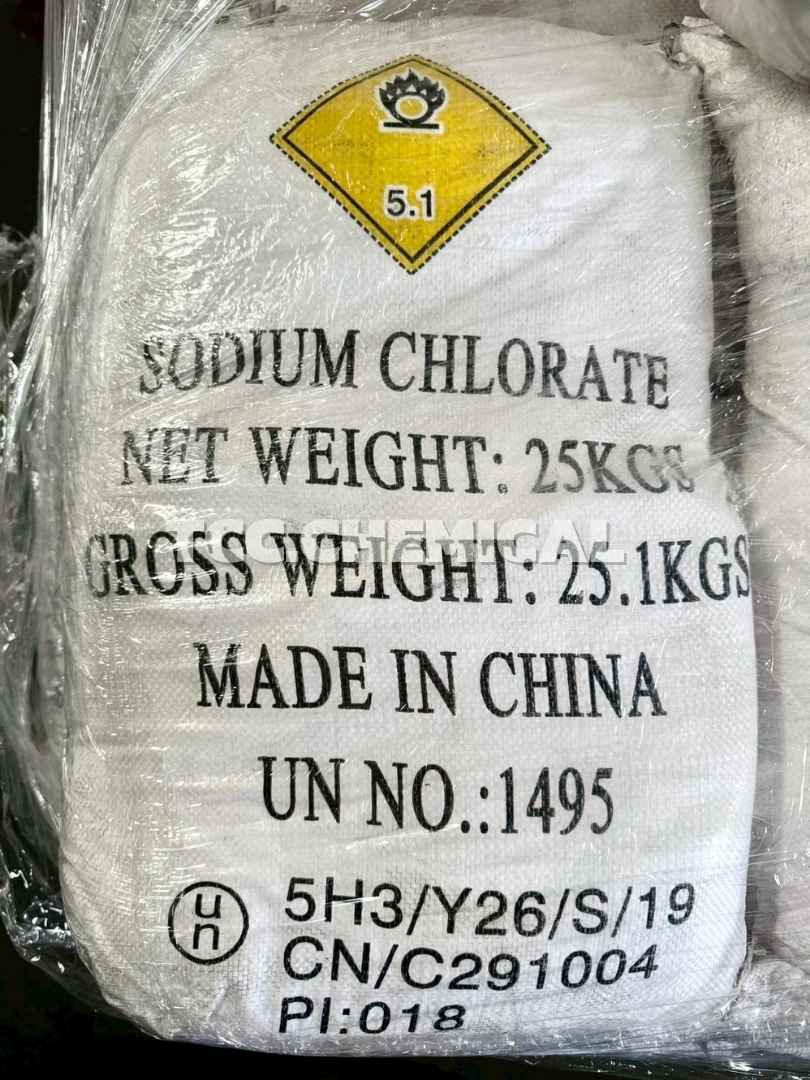 5.1
SODIUM CHLORATE
NET WEIGHT: 25KGS
TCC CHEMICAL
GROSS WEIGHT: 25.1KGS
MADE IN CHINA
UN NO.:1495
un
5H3/Y26/S/19
CN/C291004
PI:018